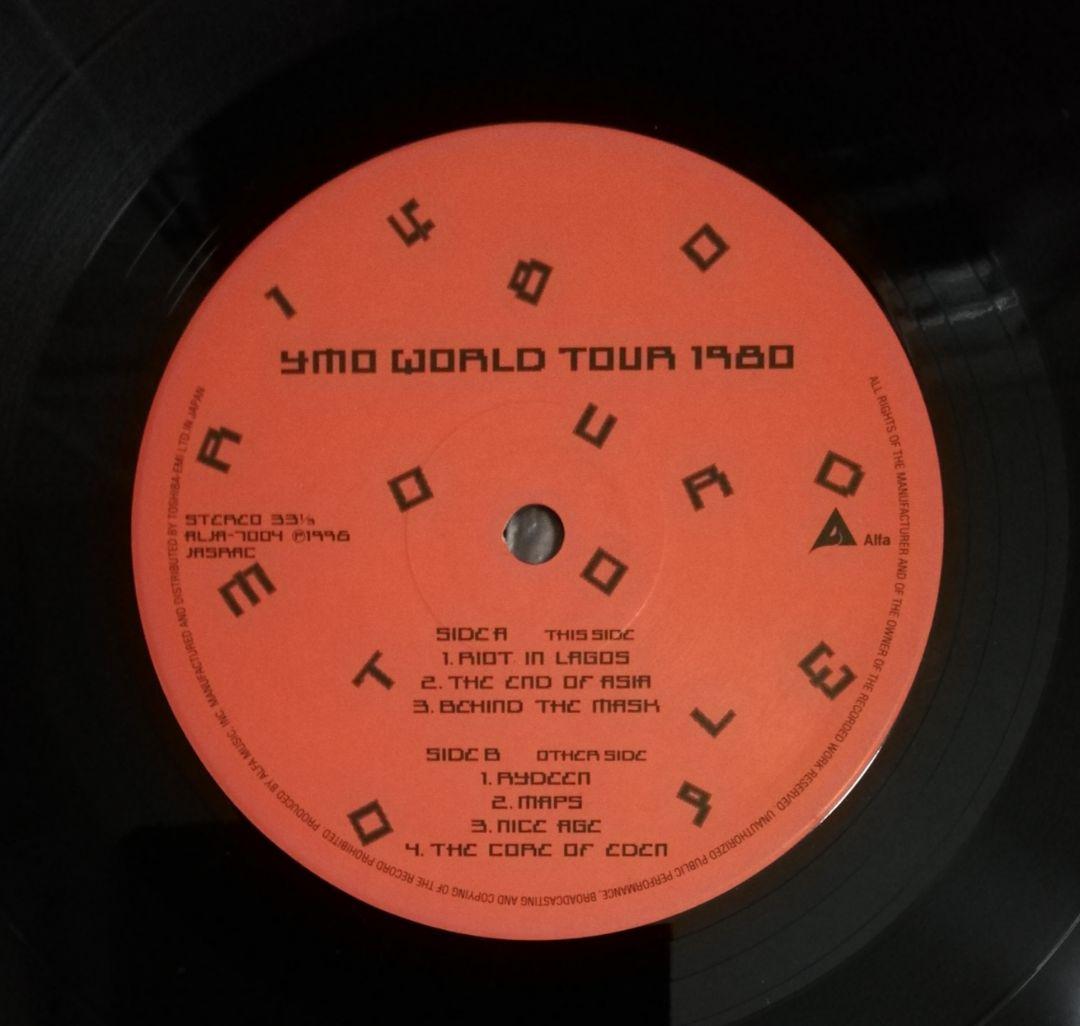 YMO WORLD TOUR 1980
STEREO 33⅓
ALJA-7004 ℗1996
JASRAC
Alfa
SIDE A THIS SIDE
1. RIOT IN LAGOS
2. THE END OF ASIA
3. BEHIND THE MASK
SIDE B OTHER SIDE
1. RYDEEN
2. MAPS
3. NICE AGE
4. THE CORE OF EDEN
Y
1
8
O
R
O
U
R
D
M
O
T
W
L
9
O
ALL RIGHTS OF THE MANUFACTURER AND OF THE OWNER OF THE RECORDED WORK RESERVED. UNAUTHORIZED PUBLIC PERFORMANCE, BROADCASTING AND COPYING OF THE RECORD PROHIBITED. PRODUCED BY ALFA MUSIC, INC. MANUFACTURED AND DISTRIBUTED BY TOSHIBA-EMI LTD. IN JAPAN